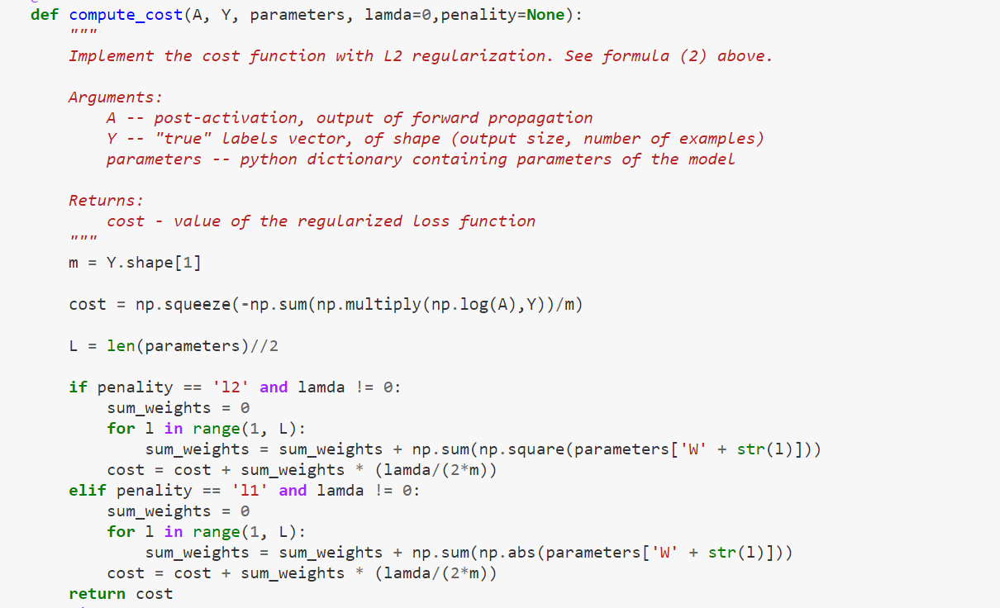 def compute_cost(A, Y, parameters, lamda=0,penality=None):
"""
Implement the cost function with L2 regularization. See formula (2) above.
Arguments:
A -- post-activation, output of forward propagation
Y -- "true" labels vector, of shape (output size, number of examples)
parameters -- python dictionary containing parameters of the model
Returns:
cost - value of the regularized loss function
"""
m = Y.shape[1]
cost = np.squeeze(-np.sum(np.multiply(np.log(A),Y))/m)
L = len(parameters)//2
if penality == 'l2' and lamda != 0:
sum_weights = 0
for l in range(1, L):
sum_weights = sum_weights + np.sum(np.square(parameters['W' + str(l)]))
cost = cost + sum_weights * (lamda/(2*m))
elif penality == 'l1' and lamda != 0:
sum_weights = 0
for l in range(1, L):
sum_weights = sum_weights + np.sum(np.abs(parameters['W' + str(l)]))
cost = cost + sum_weights * (lamda/(2*m))
return cost